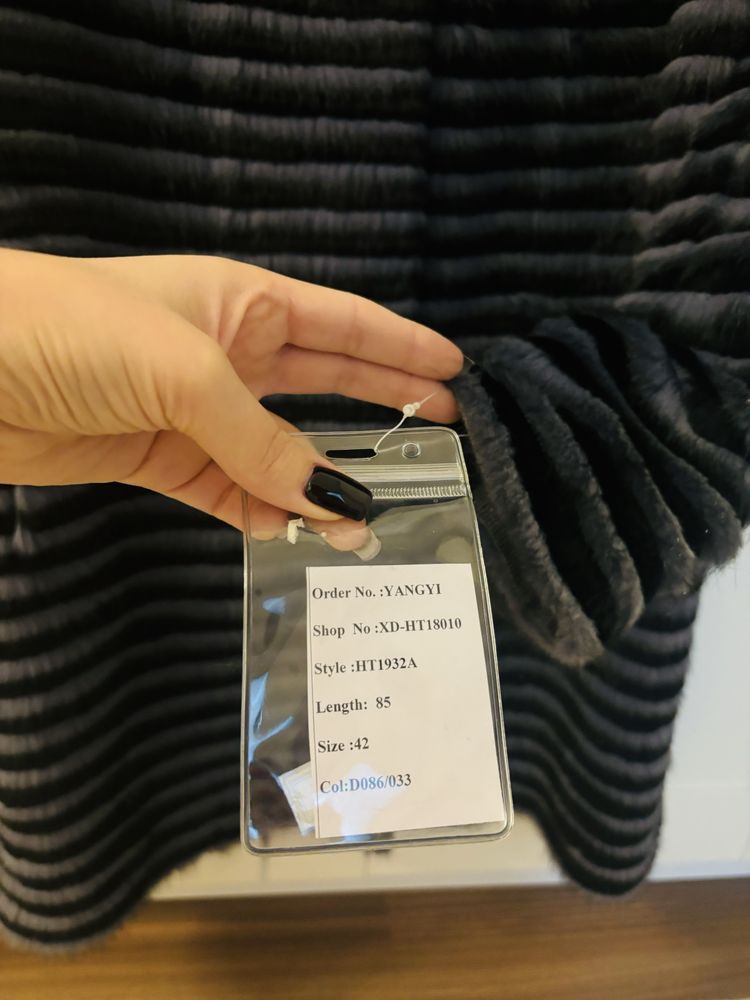 Order No. :YANGYI
Shop No :XD-HT18010
Style :HT1932A
Length: 85
Size :42
Col:D086/033